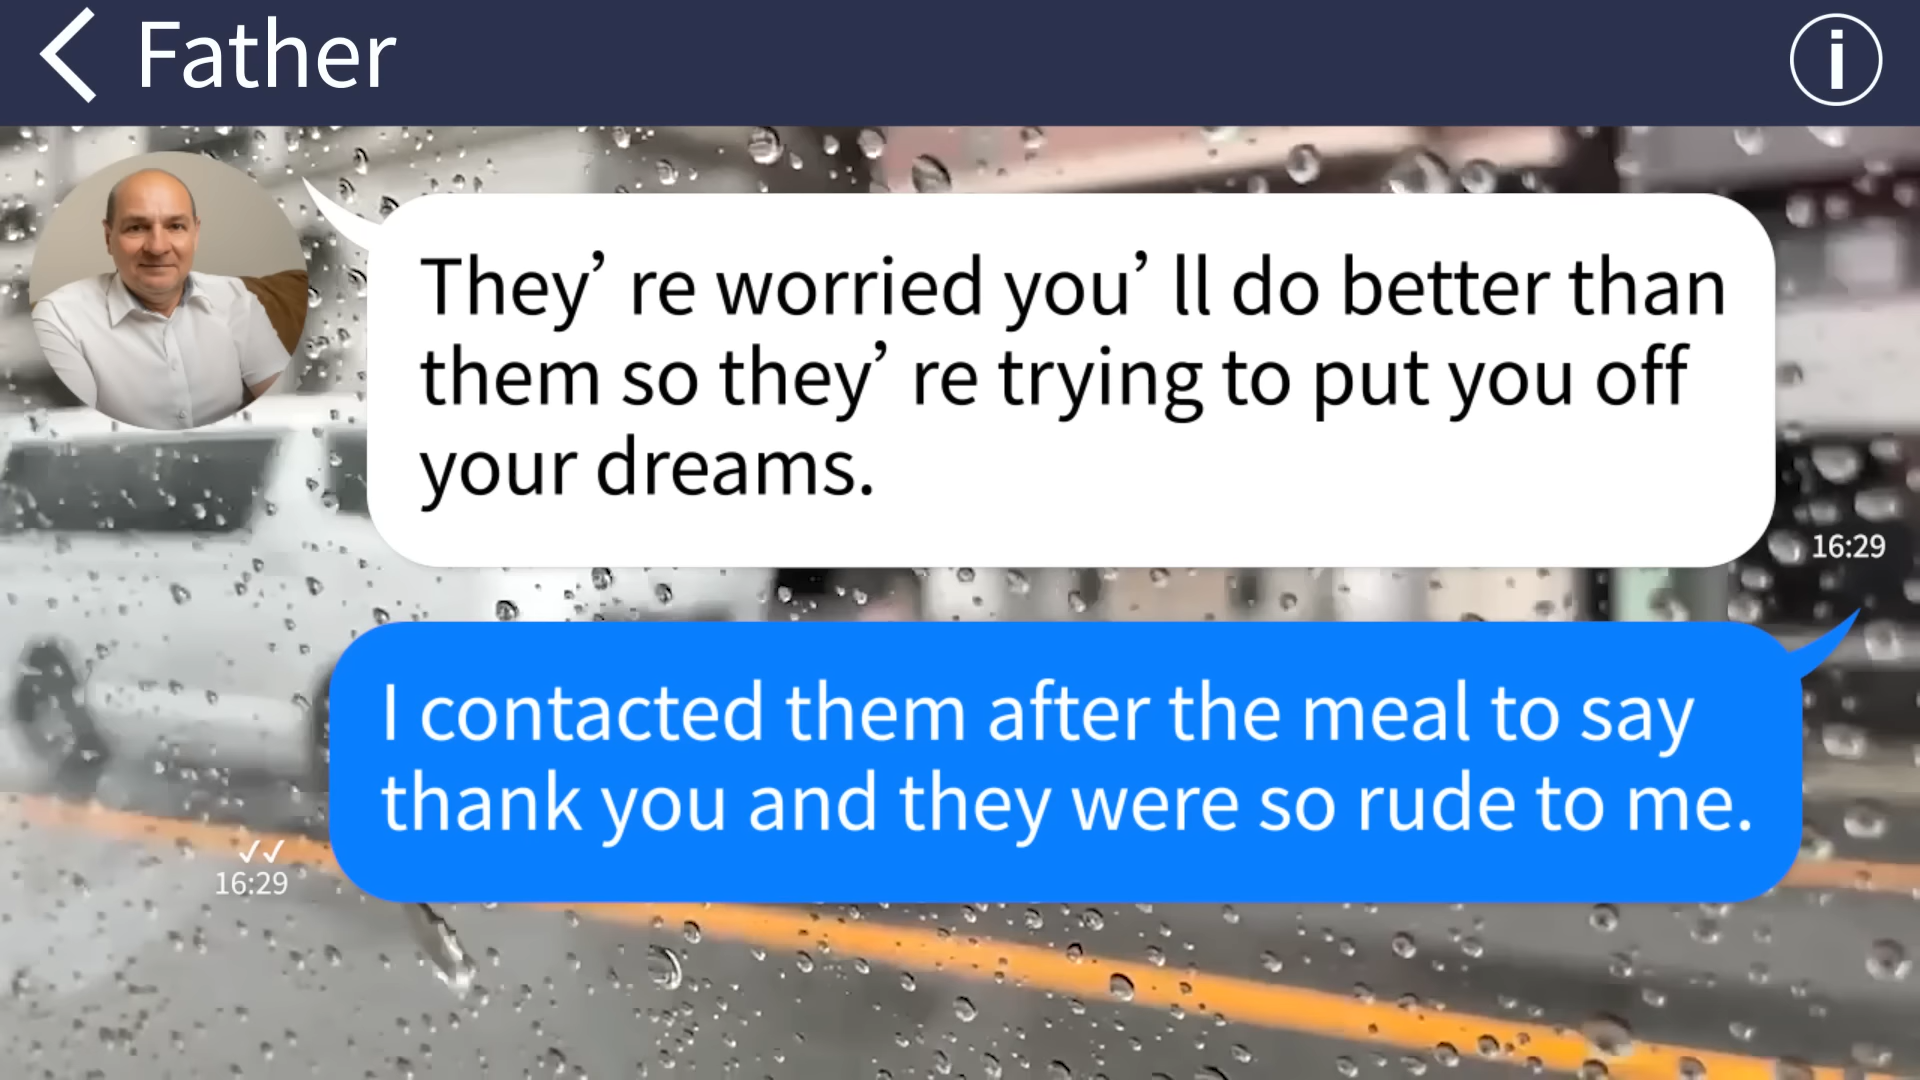 Father
They’ re worried you’ ll do better than
them so they’ re trying to put you off
your dreams.
16:29
I contacted them after the meal to say
thank you and they were so rude to me.
16:29